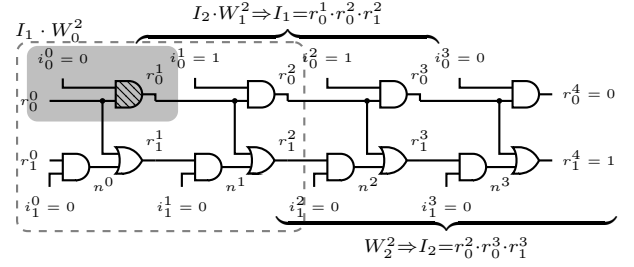 I₂·W₁²⇒I₁=r₀¹·r₀²·r₁²
I₁ · W₀²
i₀⁰ = 0 i₀¹ = 1 i₀² = 1 i₀³ = 0
r₀¹ r₀² r₀³
r₀⁰ r₀⁴ = 0
r₁¹ r₁² r₁³
r₁⁰ r₁⁴ = 1
n⁰ n¹ n² n³
i₁⁰ = 0 i₁¹ = 0 i₁² = 0 i₁³ = 0
W₂²⇒I₂=r₀²·r₀³·r₁³